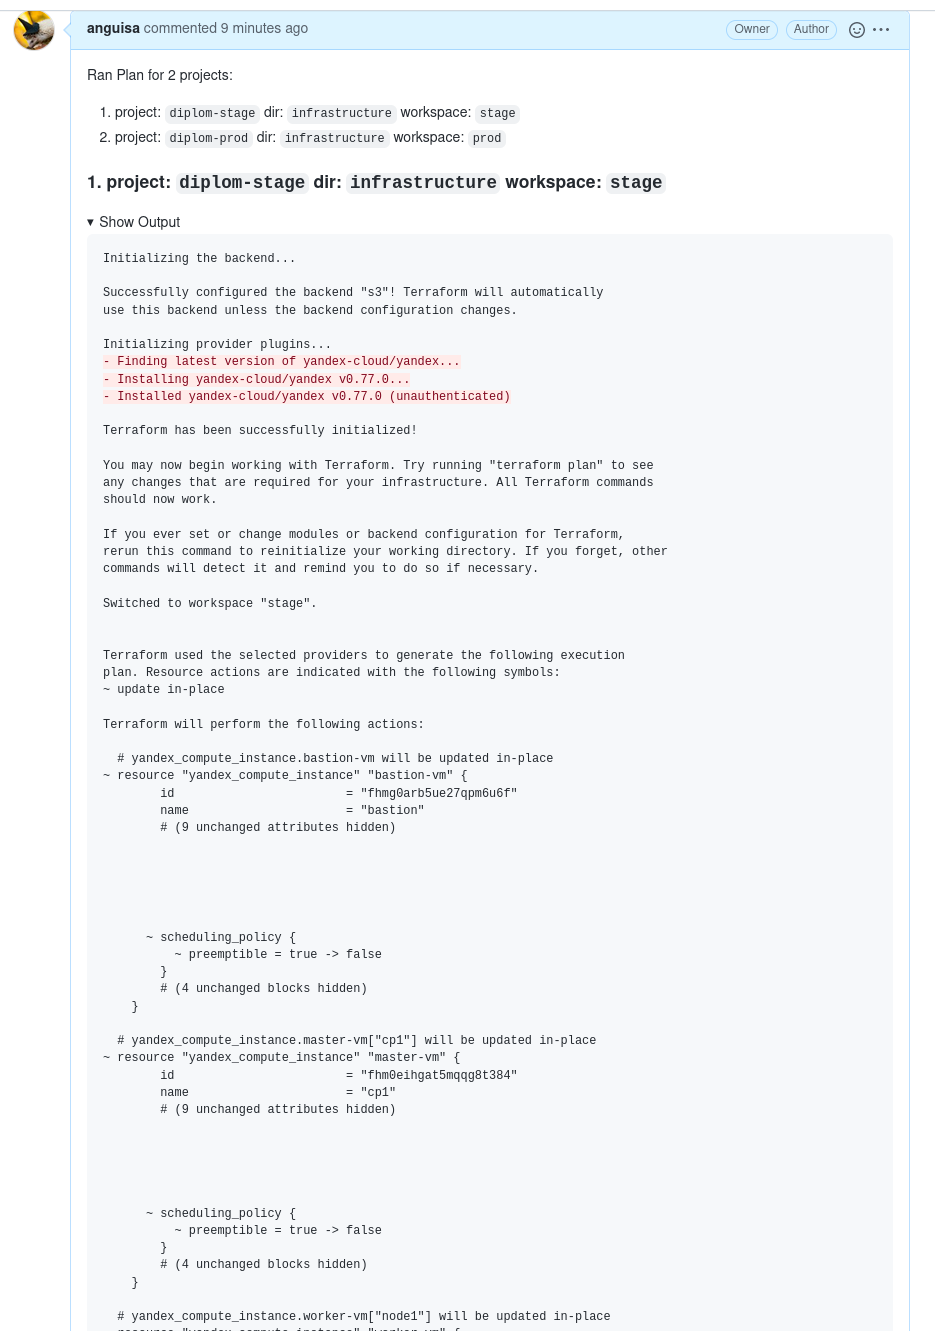 anguisa commented 9 minutes ago Owner Author
Ran Plan for 2 projects:
1. project: diplom-stage dir: infrastructure workspace: stage
2. project: diplom-prod dir: infrastructure workspace: prod
1. project: diplom-stage dir: infrastructure workspace: stage
▾ Show Output
Initializing the backend...
Successfully configured the backend "s3"! Terraform will automatically
use this backend unless the backend configuration changes.
Initializing provider plugins...
- Finding latest version of yandex-cloud/yandex...
- Installing yandex-cloud/yandex v0.77.0...
- Installed yandex-cloud/yandex v0.77.0 (unauthenticated)
Terraform has been successfully initialized!
You may now begin working with Terraform. Try running "terraform plan" to see
any changes that are required for your infrastructure. All Terraform commands
should now work.
If you ever set or change modules or backend configuration for Terraform,
rerun this command to reinitialize your working directory. If you forget, other
commands will detect it and remind you to do so if necessary.
Switched to workspace "stage".
Terraform used the selected providers to generate the following execution
plan. Resource actions are indicated with the following symbols:
~ update in-place
Terraform will perform the following actions:
# yandex_compute_instance.bastion-vm will be updated in-place
~ resource "yandex_compute_instance" "bastion-vm" {
id = "fhmg0arb5ue27qpm6u6f"
name = "bastion"
# (9 unchanged attributes hidden)
~ scheduling_policy {
~ preemptible = true -> false
}
# (4 unchanged blocks hidden)
}
# yandex_compute_instance.master-vm["cp1"] will be updated in-place
~ resource "yandex_compute_instance" "master-vm" {
id = "fhm0eihgat5mqqg8t384"
name = "cp1"
# (9 unchanged attributes hidden)
~ scheduling_policy {
~ preemptible = true -> false
}
# (4 unchanged blocks hidden)
}
# yandex_compute_instance.worker-vm["node1"] will be updated in-place
~ resource "yandex_compute_instance" "worker-vm" {